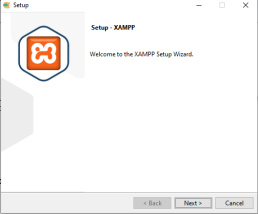 Setup
Setup - XAMPP
Welcome to the XAMPP Setup Wizard.
< Back
Next >
Cancel